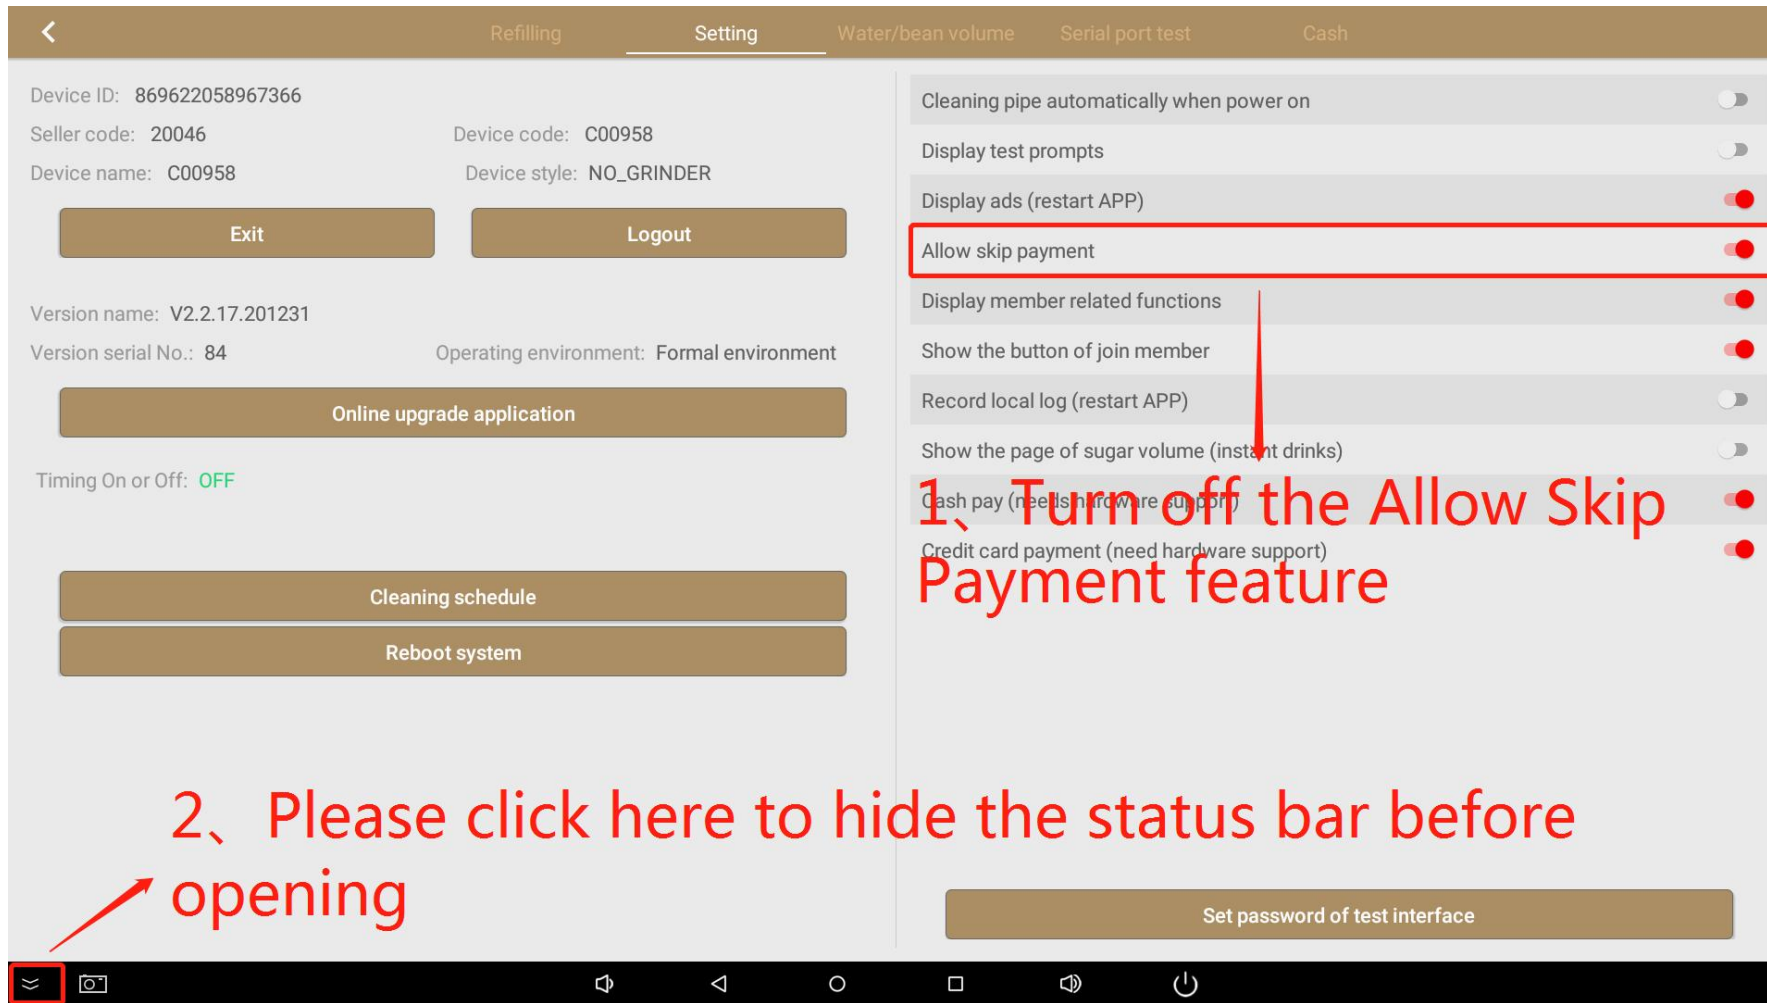 Refilling Setting Water/bean volume Serial port test Cash
Device ID: 869622058967366
Seller code: 20046 Device code: C00958
Device name: C00958 Device style: NO_GRINDER
Exit Logout
Version name: V2.2.17.201231
Version serial No.: 84 Operating environment: Formal environment
Online upgrade application
Timing On or Off: OFF
Cleaning schedule
Reboot system
Cleaning pipe automatically when power on
Display test prompts
Display ads (restart APP)
Allow skip payment
Display member related functions
Show the button of join member
Record local log (restart APP)
Show the page of sugar volume (instant drinks)
Cash pay (needs hardware support)
Credit card payment (need hardware support)
1、Turn off the Allow Skip
Payment feature
2、Please click here to hide the status bar before
opening
Set password of test interface